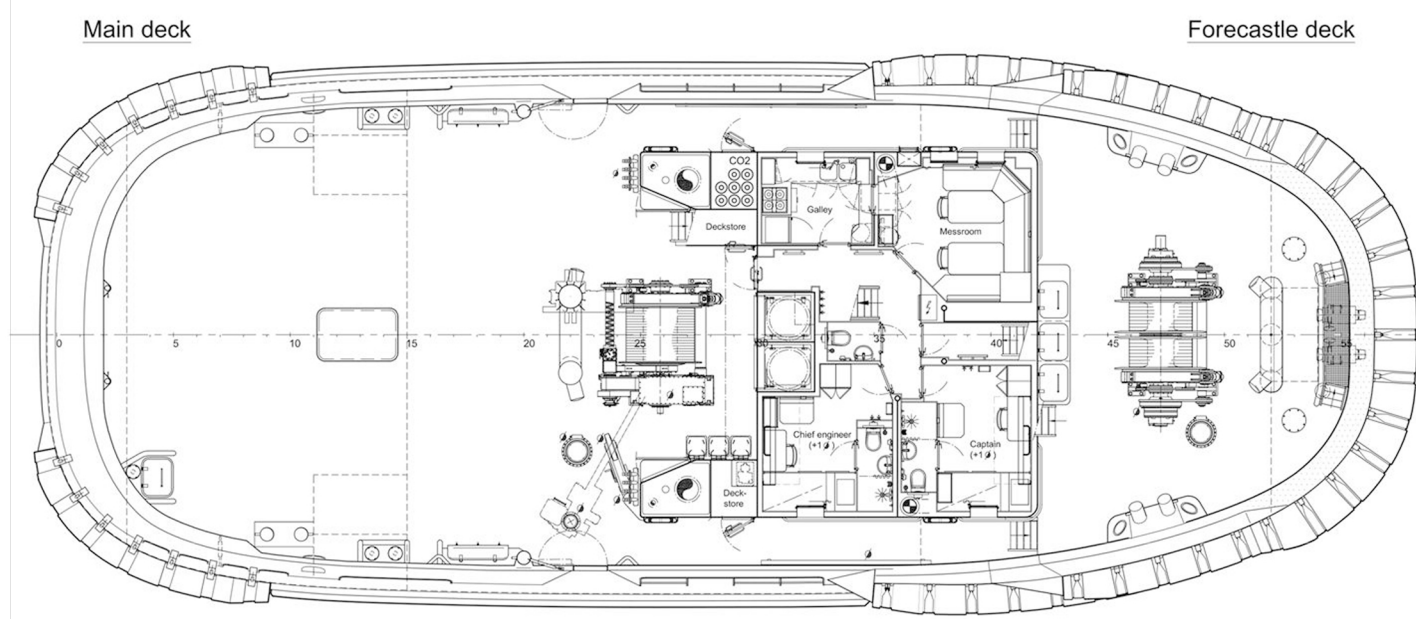 Main deck
Forecastle deck
CO2
Galley
Deckstore
Messroom
0 5 10 15 20 25 30 35 40 45 50 55
Chief engineer
(+1)
Captain
(+1)
Deck-
store